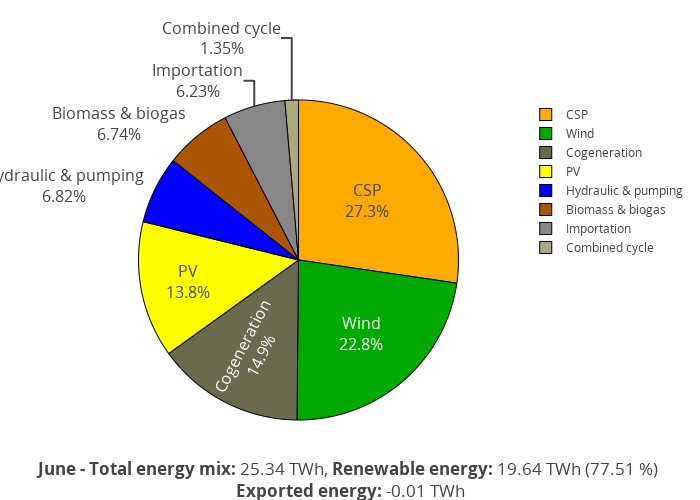 Combined cycle
1.35%
Importation
6.23%
Biomass & biogas
6.74%
ydraulic & pumping
6.82%
CSP
27.3%
PV
13.8%
Cogeneration
14.9%
Wind
22.8%
CSP
Wind
Cogeneration
PV
Hydraulic & pumping
Biomass & biogas
Importation
Combined cycle
June - Total energy mix: 25.34 TWh, Renewable energy: 19.64 TWh (77.51 %)
Exported energy: -0.01 TWh